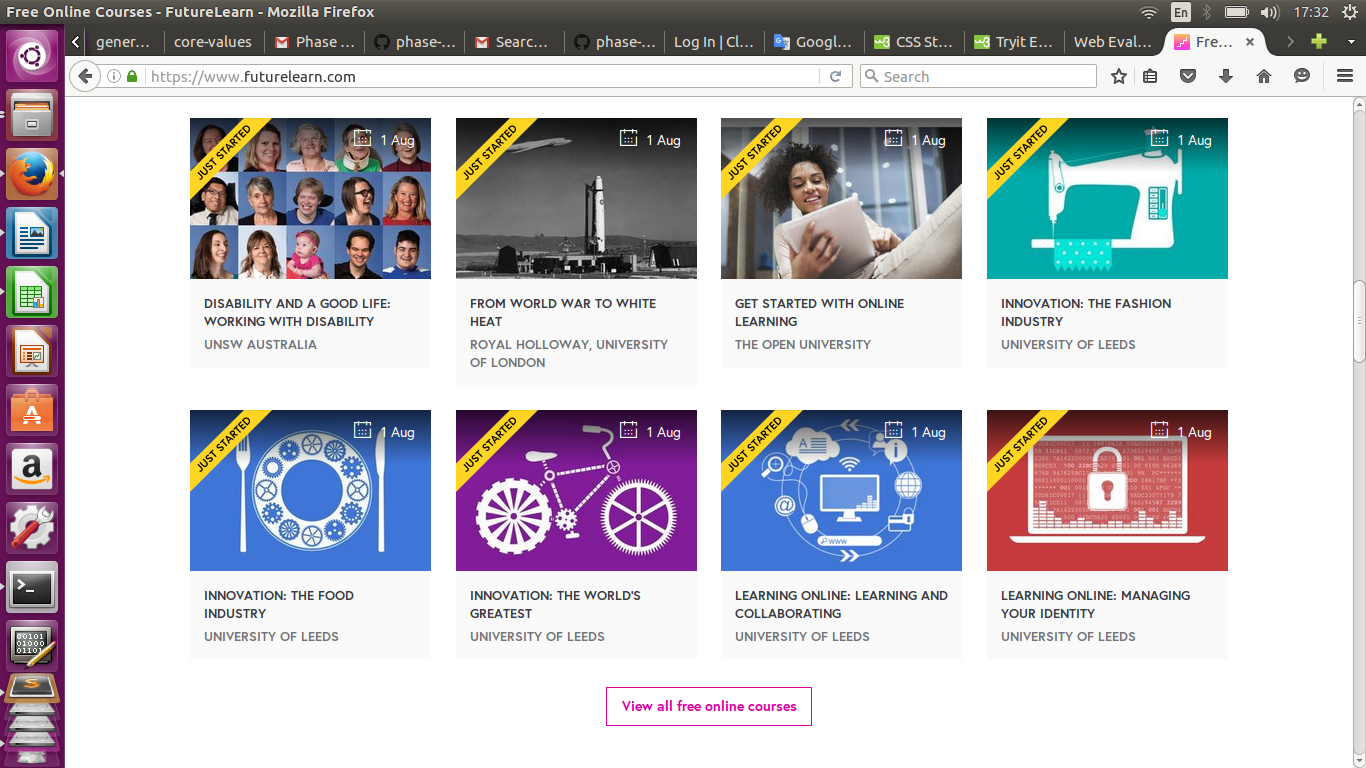 Free Online Courses - FutureLearn - Mozilla Firefox
En
17:32
gener...
core-values
Phase ...
phase-...
Searc...
phase-...
Log In | Cl...
Googl...
CSS St...
Tryit E...
Web Eval...
Fre...
https://www.futurelearn.com
Search
JUST STARTED
1 Aug
JUST STARTED
1 Aug
JUST STARTED
1 Aug
JUST STARTED
1 Aug
DISABILITY AND A GOOD LIFE:
WORKING WITH DISABILITY
UNSW AUSTRALIA
FROM WORLD WAR TO WHITE
HEAT
ROYAL HOLLOWAY, UNIVERSITY
OF LONDON
GET STARTED WITH ONLINE
LEARNING
THE OPEN UNIVERSITY
INNOVATION: THE FASHION
INDUSTRY
UNIVERSITY OF LEEDS
JUST STARTED
1 Aug
JUST STARTED
1 Aug
JUST STARTED
1 Aug
A
i
@
www
JUST STARTED
1 Aug
INNOVATION: THE FOOD
INDUSTRY
UNIVERSITY OF LEEDS
INNOVATION: THE WORLD'S
GREATEST
UNIVERSITY OF LEEDS
LEARNING ONLINE: LEARNING AND
COLLABORATING
UNIVERSITY OF LEEDS
LEARNING ONLINE: MANAGING
YOUR IDENTITY
UNIVERSITY OF LEEDS
View all free online courses